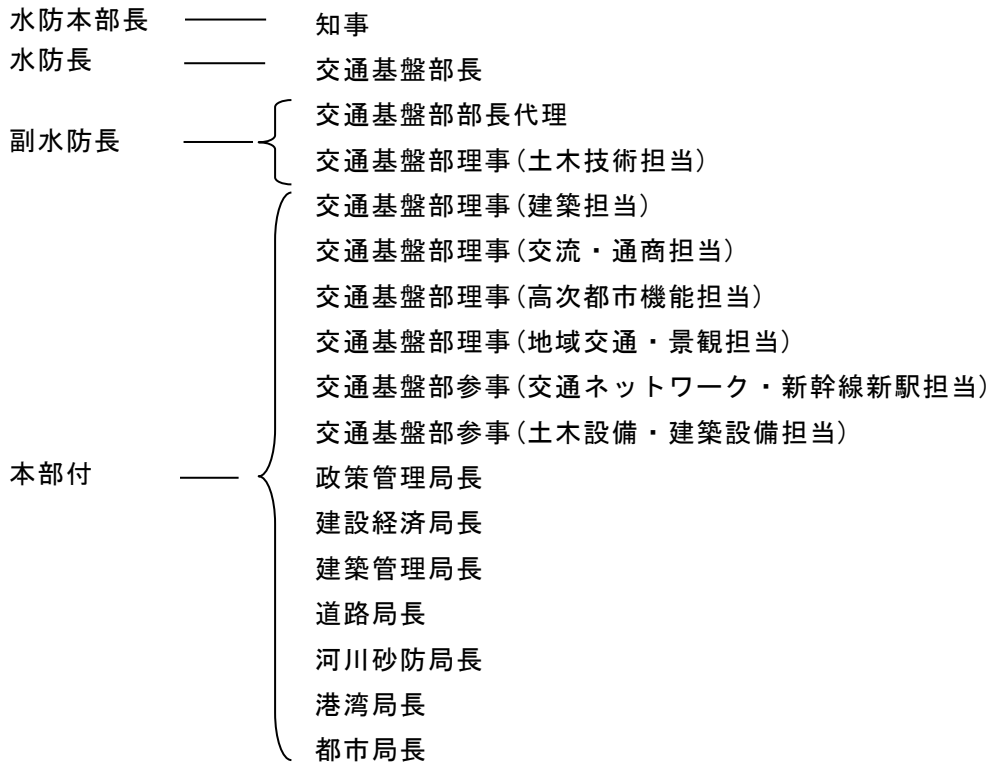 水防本部長 知事
水防長 交通基盤部長
副水防長
交通基盤部部長代理
交通基盤部理事(土木技術担当)
本部付
交通基盤部理事(建築担当)
交通基盤部理事(交流・通商担当)
交通基盤部理事(高次都市機能担当)
交通基盤部理事(地域交通・景観担当)
交通基盤部参事(交通ネットワーク・新幹線新駅担当)
交通基盤部参事(土木設備・建築設備担当)
政策管理局長
建設経済局長
建築管理局長
道路局長
河川砂防局長
港湾局長
都市局長